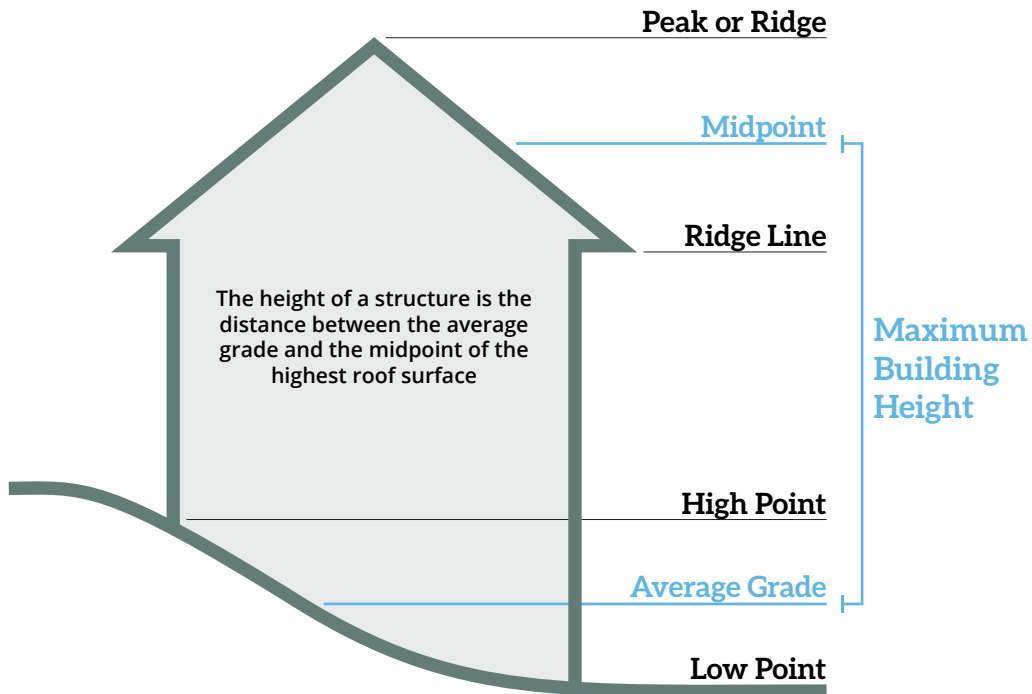 Peak or Ridge
Midpoint
Ridge Line
The height of a structure is the
distance between the average
grade and the midpoint of the
highest roof surface
Maximum
Building
Height
High Point
Average Grade
Low Point